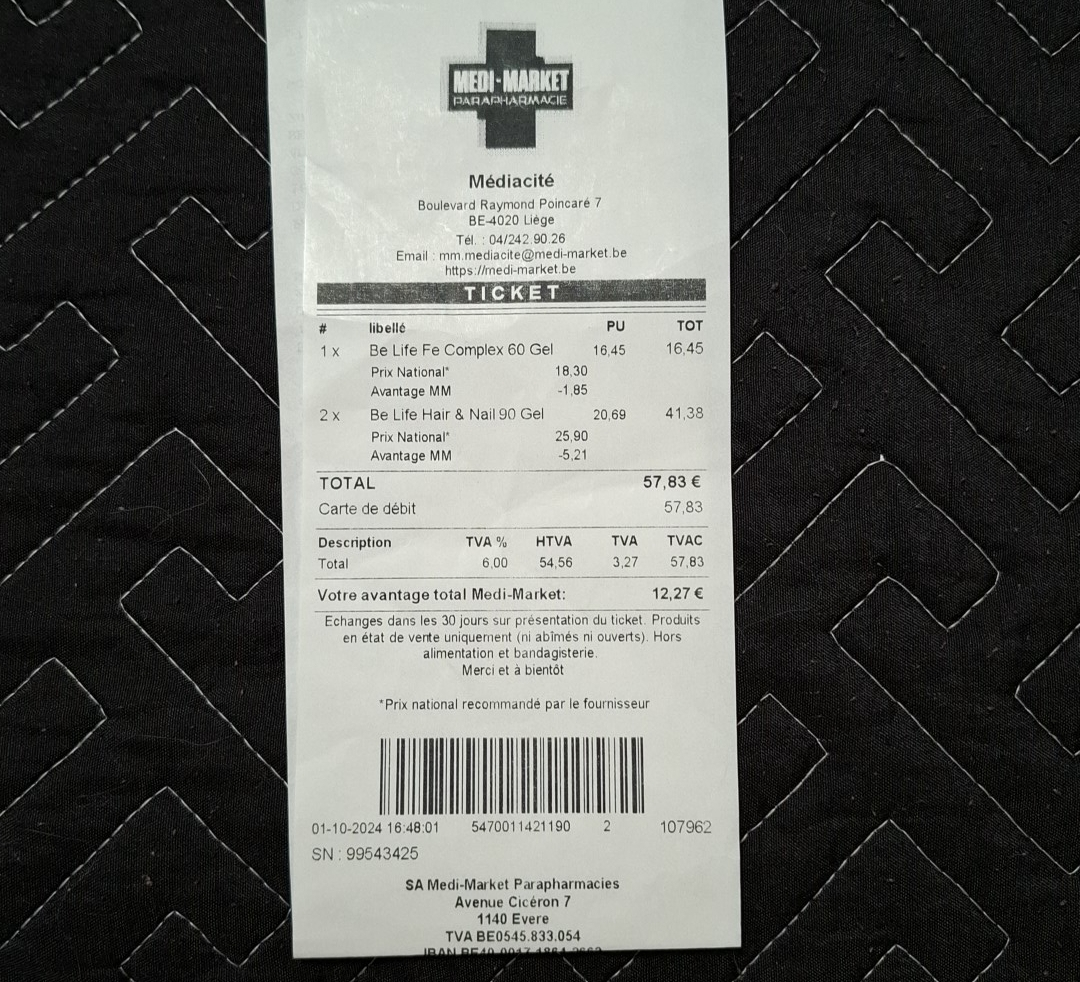 MEDI-MARKET
PARAPHARMACIE
Médiacité
Boulevard Raymond Poincaré 7
BE-4020 Liège
Tél. : 04/242.90.26
Email : mm.mediacite@medi-market.be
https://medi-market.be
TICKET
# libellé PU TOT
1 x Be Life Fe Complex 60 Gel 16,45 16,45
Prix National* 18,30
Avantage MM -1,85
2 x Be Life Hair & Nail 90 Gel 20,69 41,38
Prix National* 25,90
Avantage MM -5,21
TOTAL 57,83 €
Carte de débit 57,83
Description TVA % HTVA TVA TVAC
Total 6,00 54,56 3,27 57,83
Votre avantage total Medi-Market: 12,27 €
Echanges dans les 30 jours sur présentation du ticket. Produits
en état de vente uniquement (ni abîmés ni ouverts). Hors
alimentation et bandagisterie.
Merci et à bientôt
*Prix national recommandé par le fournisseur
01-10-2024 16:48:01 5470011421190 2 107962
SN : 99543425
SA Medi-Market Parapharmacies
Avenue Cicéron 7
1140 Evere
TVA BE0545.833.054
IBAN